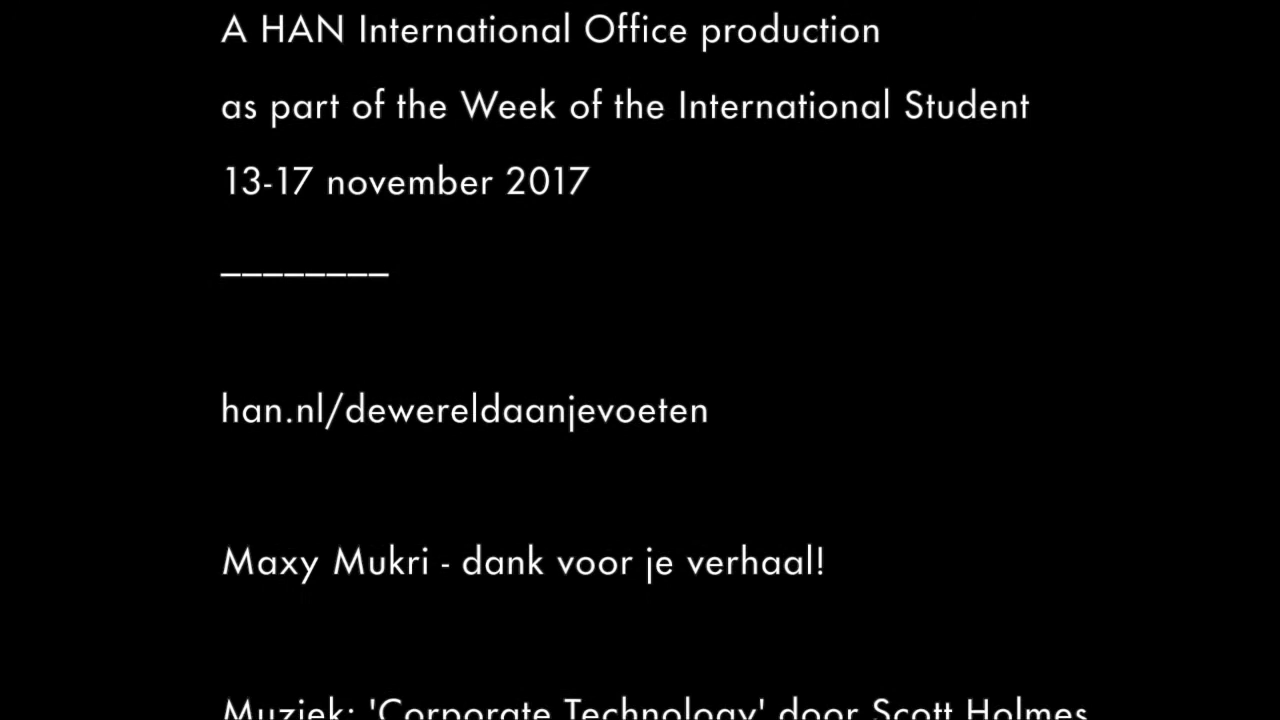 A HAN International Office production
as part of the Week of the International Student
13-17 november 2017
________
han.nl/dewereldaanjevoeten
Maxy Mukri - dank voor je verhaal!
Muziek: 'Corporate Technology' door Scott Holmes